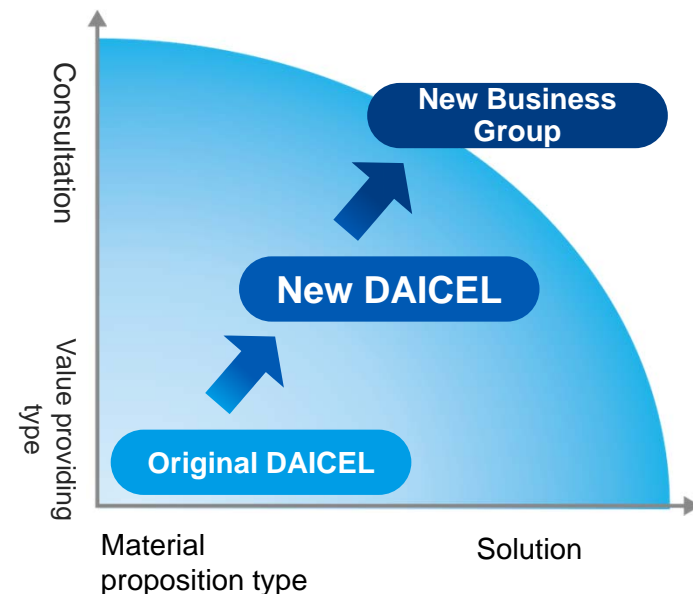 Consultation
New Business
Group
New DAICEL
Value providing
type
Original DAICEL
Material
proposition type
Solution